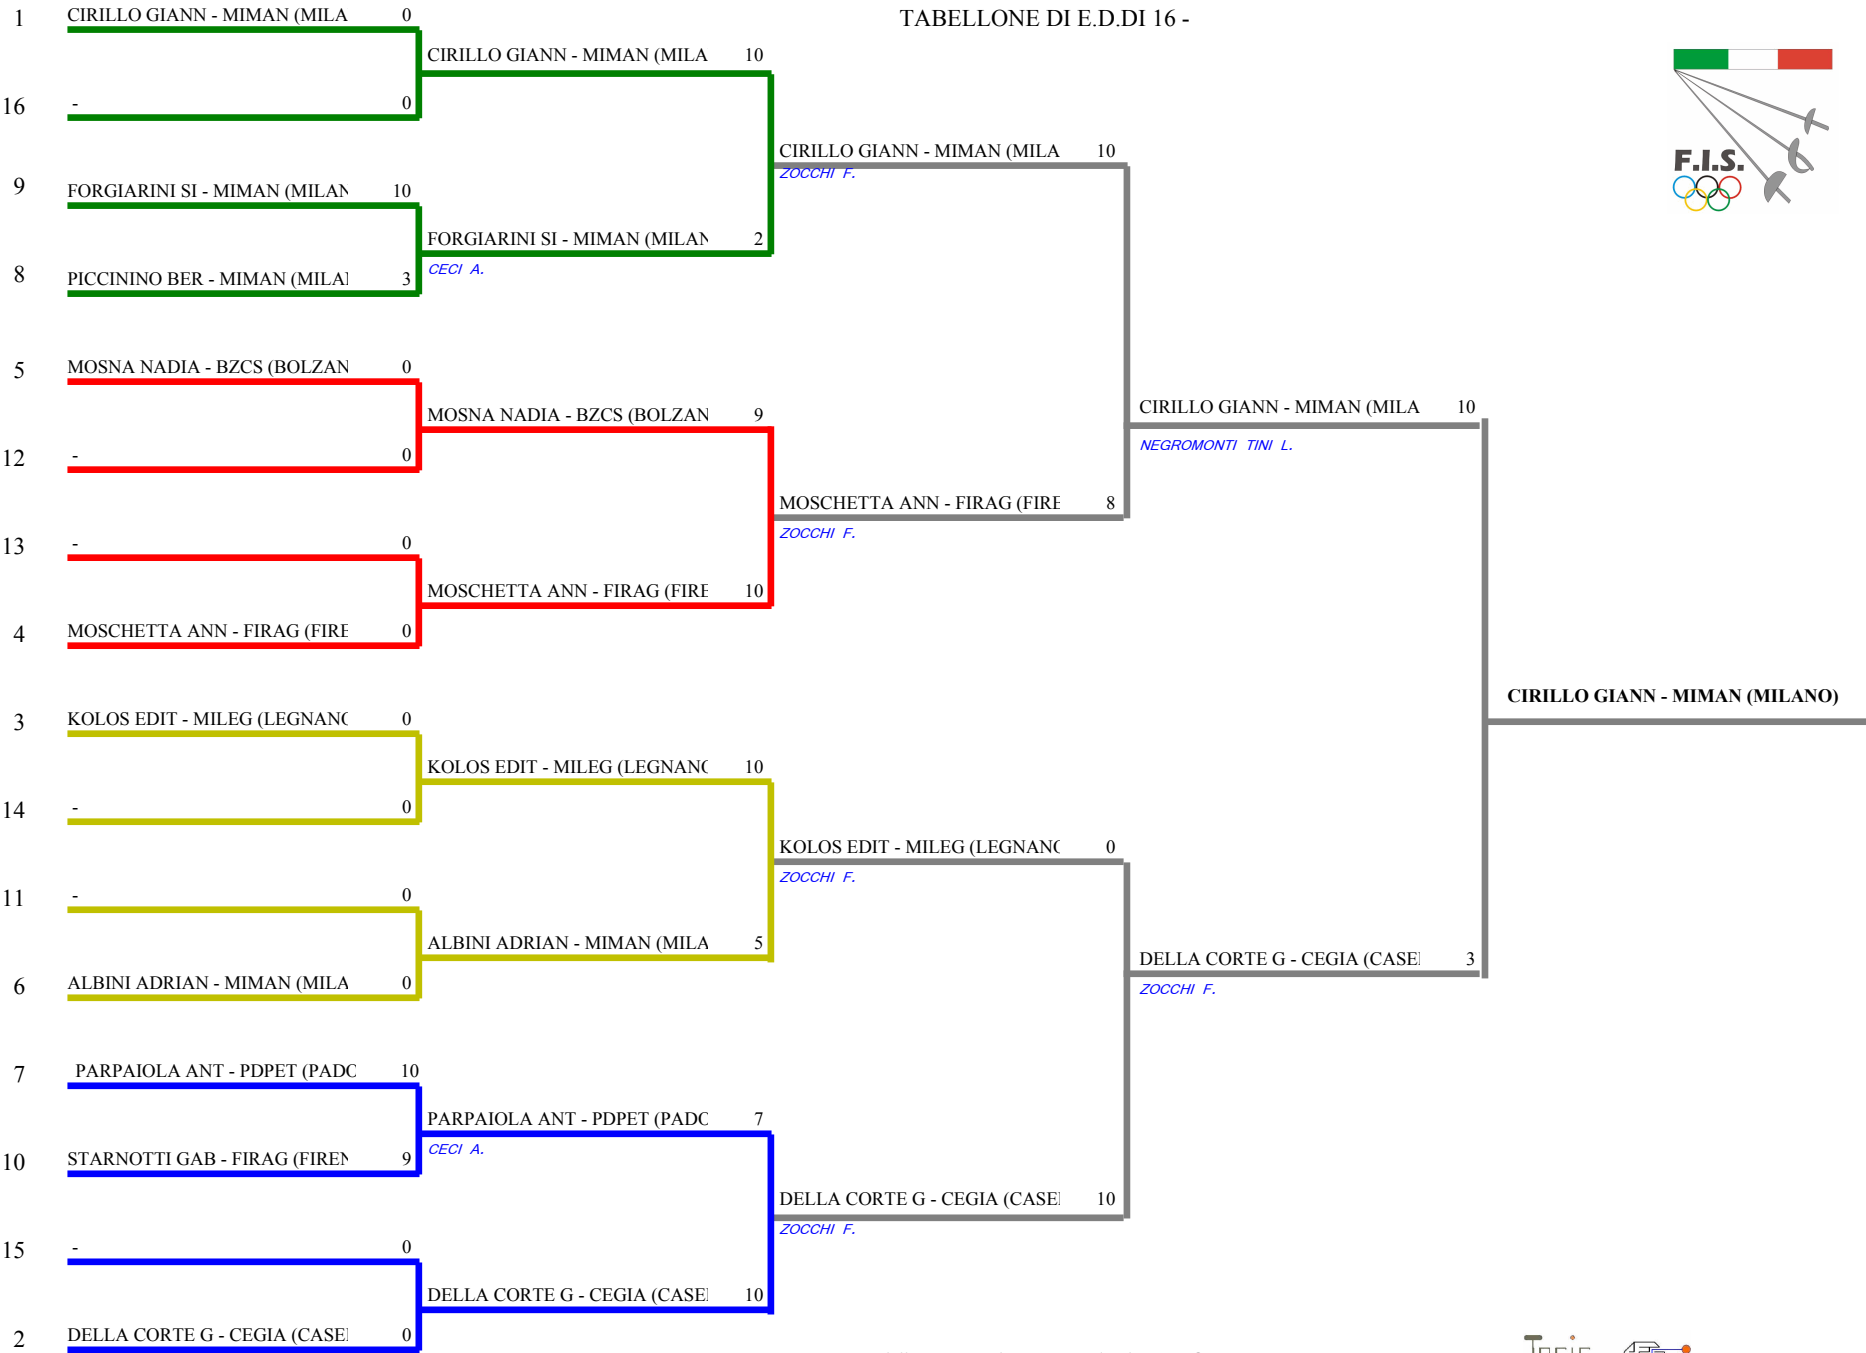 TABELLONE DI E.D.DI 16 -
F.I.S.
1 CIRILLO GIANN - MIMAN (MILA 0
16 - 0
9 FORGIARINI SI - MIMAN (MILAN 10
8 PICCININO BER - MIMAN (MILA 3
5 MOSNA NADIA - BZCS (BOLZAN 0
12 - 0
13 - 0
4 MOSCHETTA ANN - FIRAG (FIRE 0
3 KOLOS EDIT - MILEG (LEGNANO 0
14 - 0
11 - 0
6 ALBINI ADRIAN - MIMAN (MILA 0
7 PARPAIOLA ANT - PDPET (PADO 10
10 STARNOTTI GAB - FIRAG (FIREN 9
15 - 0
2 DELLA CORTE G - CEGIA (CASE 0
CIRILLO GIANN - MIMAN (MILA 10
FORGIARINI SI - MIMAN (MILAN 2
CECI A.
MOSNA NADIA - BZCS (BOLZAN 9
MOSCHETTA ANN - FIRAG (FIRE 10
KOLOS EDIT - MILEG (LEGNANO 10
ALBINI ADRIAN - MIMAN (MILA 5
PARPAIOLA ANT - PDPET (PADO 7
CECI A.
DELLA CORTE G - CEGIA (CASE 10
CIRILLO GIANN - MIMAN (MILA 10
ZOCCHI F.
MOSCHETTA ANN - FIRAG (FIRE 8
ZOCCHI F.
KOLOS EDIT - MILEG (LEGNANO 0
ZOCCHI F.
DELLA CORTE G - CEGIA (CASE 10
ZOCCHI F.
CIRILLO GIANN - MIMAN (MILA 10
NEGROMONTI TINI L.
DELLA CORTE G - CEGIA (CASE 3
ZOCCHI F.
CIRILLO GIANN - MIMAN (MILANO)